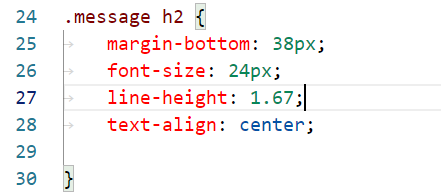 24 .message h2 {
25 margin-bottom: 38px;
26 font-size: 24px;
27 line-height: 1.67;
28 text-align: center;
29
30 }